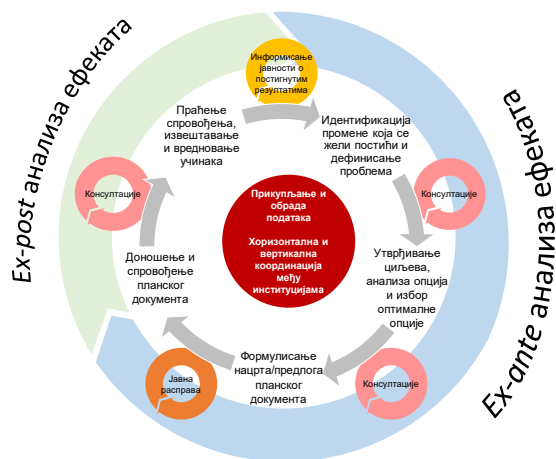 Ex-post анализа ефеката
Ex-ante анализа ефеката
Информисање
јавности о
постигнутим
резултатима
Идентификација
промене која се
жели постићи и
дефинисање
проблема
Консултације
Утврђивање
циљева,
анализа опција и
избор
оптималне
опције
Консултације
Формулисање
нацрта/предлога
планског
документа
Јавна
расправа
Доношење и
спровођење
планског
документа
Консултације
Праћење
спровођења,
извештавање
и вредновање
учинака
Прикупљање и
обрада
података
Хоризонтална и
вертикална
координација
међу
институцијама